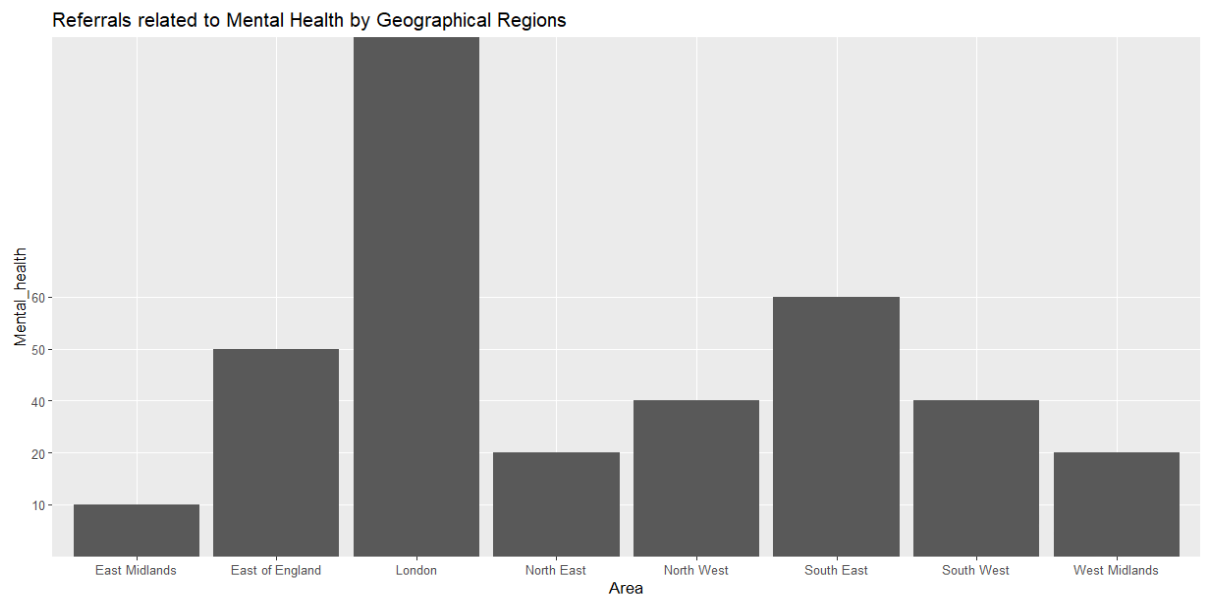 Referrals related to Mental Health by Geographical Regions
Mental_health
60
50
40
20
10
East Midlands East of England London North East North West South East South West West Midlands
Area